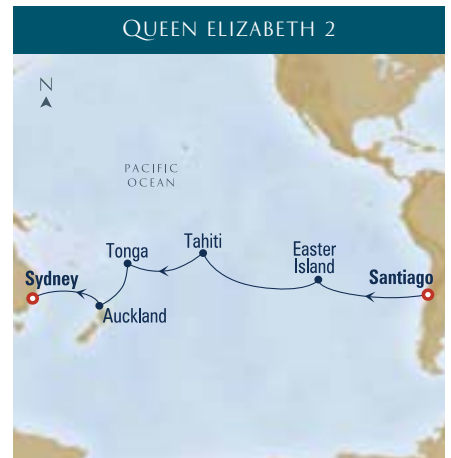 QUEEN ELIZABETH 2
N
PACIFIC
OCEAN
Tonga
Tahiti
Easter
Island
Sydney
Santiago
Auckland